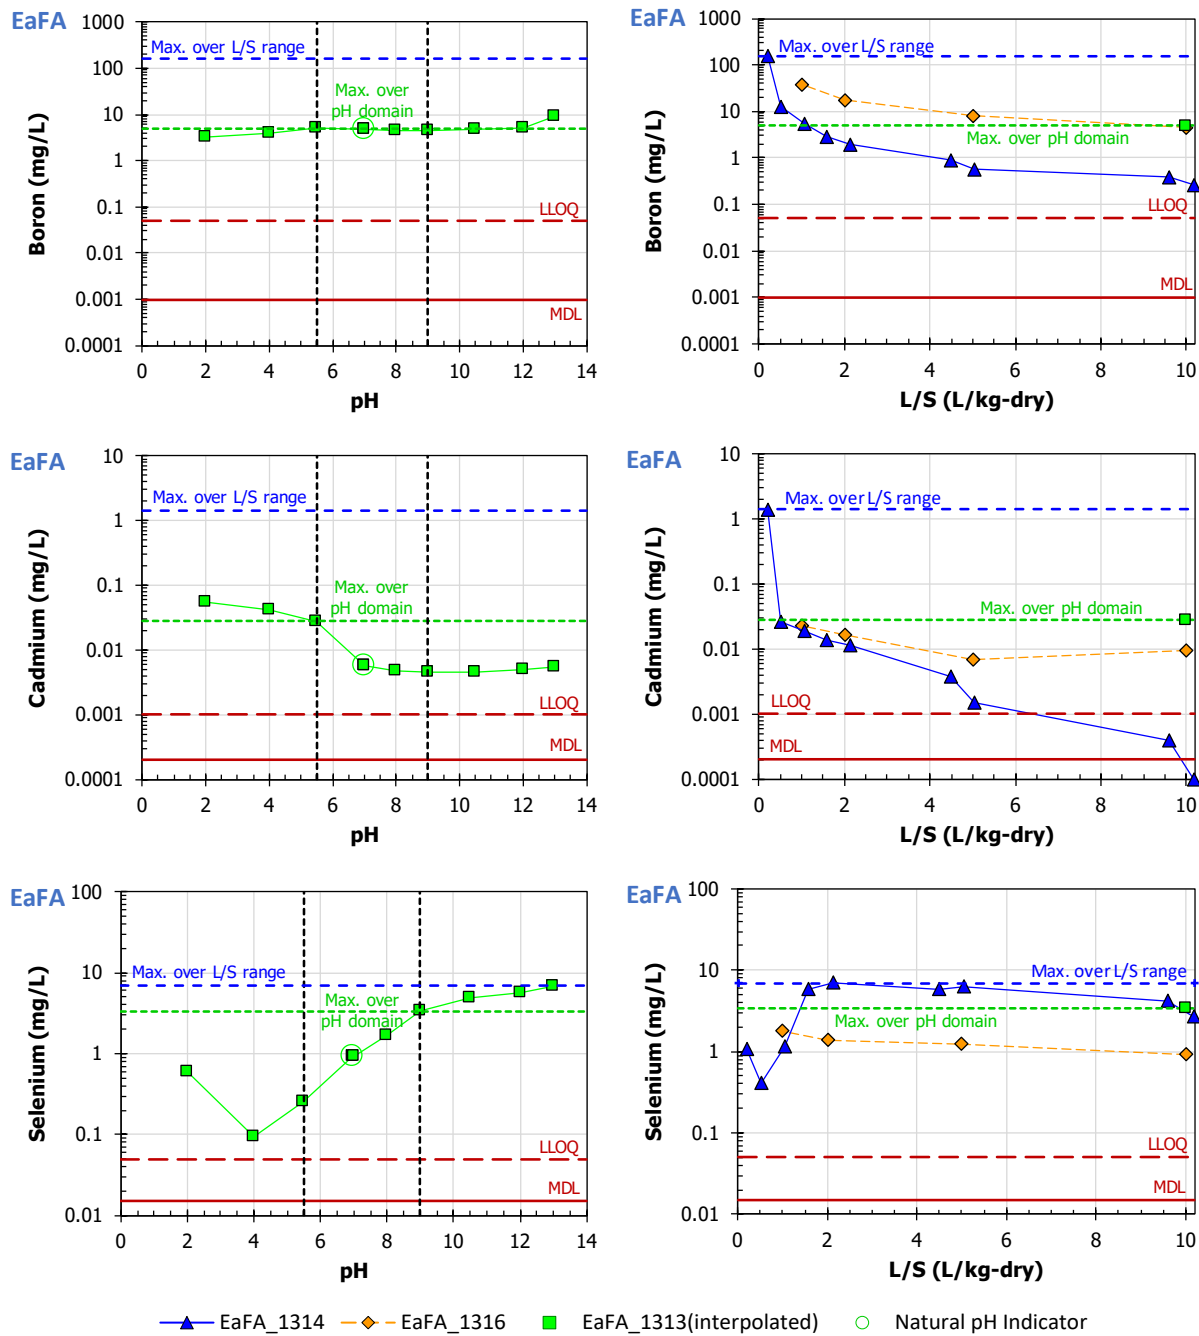 EaFA
1000
100
10
1
0.1
0.01
0.001
0.0001
Boron (mg/L)
Max. over L/S range
Max. over
pH domain
LLOQ
MDL
0 2 4 6 8 10 12 14
pH
EaFA
1000
100
10
1
0.1
0.01
0.001
0.0001
Boron (mg/L)
Max. over L/S range
Max. over pH domain
LLOQ
MDL
0 2 4 6 8 10
L/S (L/kg-dry)
EaFA
10
1
0.1
0.01
0.001
0.0001
Cadmium (mg/L)
Max. over L/S range
Max. over
pH domain
LLOQ
MDL
0 2 4 6 8 10 12 14
pH
EaFA
10
1
0.1
0.01
0.001
0.0001
Cadmium (mg/L)
Max. over L/S range
Max. over pH domain
LLOQ
MDL
0 2 4 6 8 10
L/S (L/kg-dry)
EaFA
100
10
1
0.1
0.01
Selenium (mg/L)
Max. over L/S range
Max. over
pH domain
LLOQ
MDL
0 2 4 6 8 10 12 14
pH
EaFA
100
10
1
0.1
0.01
Selenium (mg/L)
Max. over L/S range
Max. over pH domain
LLOQ
MDL
0 2 4 6 8 10
L/S (L/kg-dry)
EaFA_1314 EaFA_1316 EaFA_1313(interpolated) Natural pH Indicator